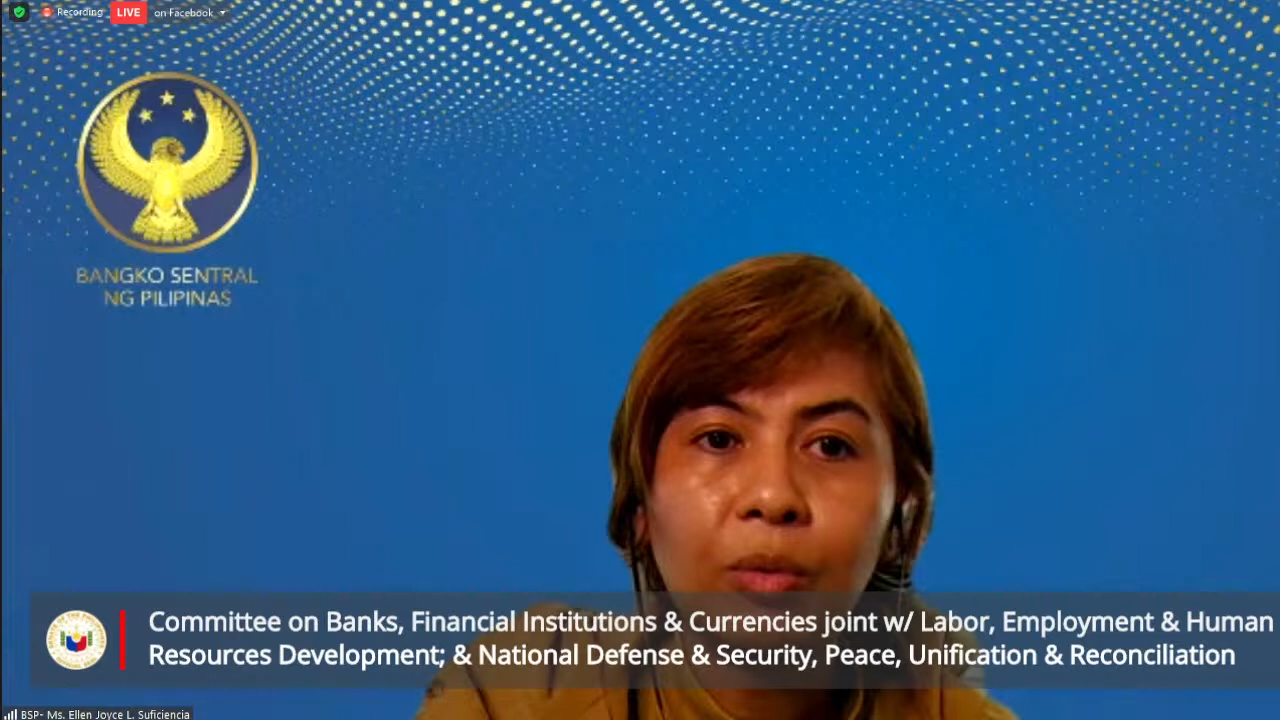 Recording LIVE on Facebook
BANGKO SENTRAL
NG PILIPINAS
Committee on Banks, Financial Institutions & Currencies joint w/ Labor, Employment & Human
Resources Development; & National Defense & Security, Peace, Unification & Reconciliation
BSP- Ms. Ellen Joyce L. Suficiencia